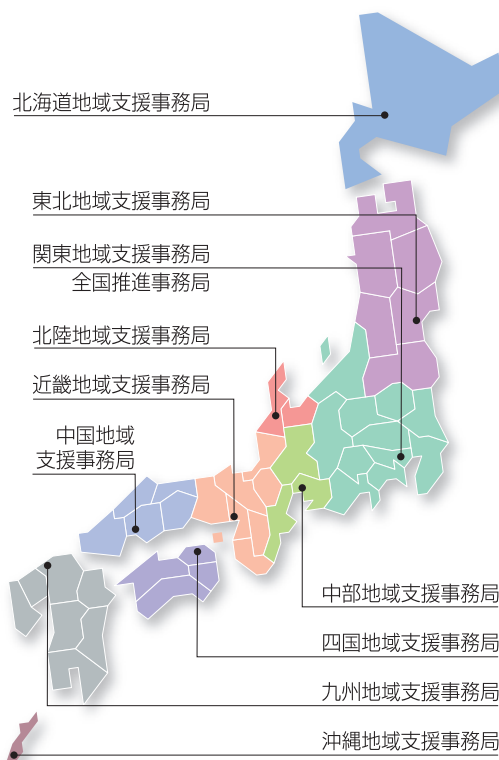 北海道地域支援事務局
東北地域支援事務局
関東地域支援事務局
全国推進事務局
北陸地域支援事務局
近畿地域支援事務局
中国地域
支援事務局
中部地域支援事務局
四国地域支援事務局
九州地域支援事務局
沖縄地域支援事務局